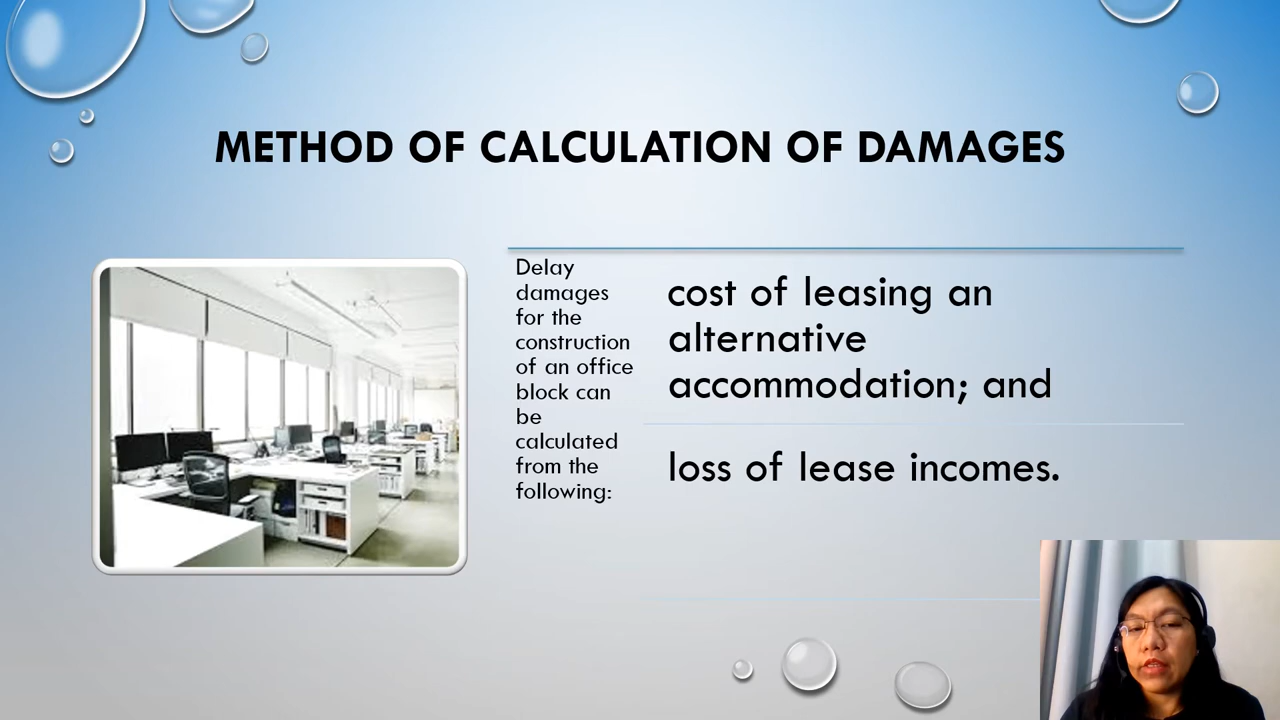 METHOD OF CALCULATION OF DAMAGES
Delay
damages
for the
construction
of an office
block can
be
calculated
from the
following:
cost of leasing an
alternative
accommodation; and
loss of lease incomes.